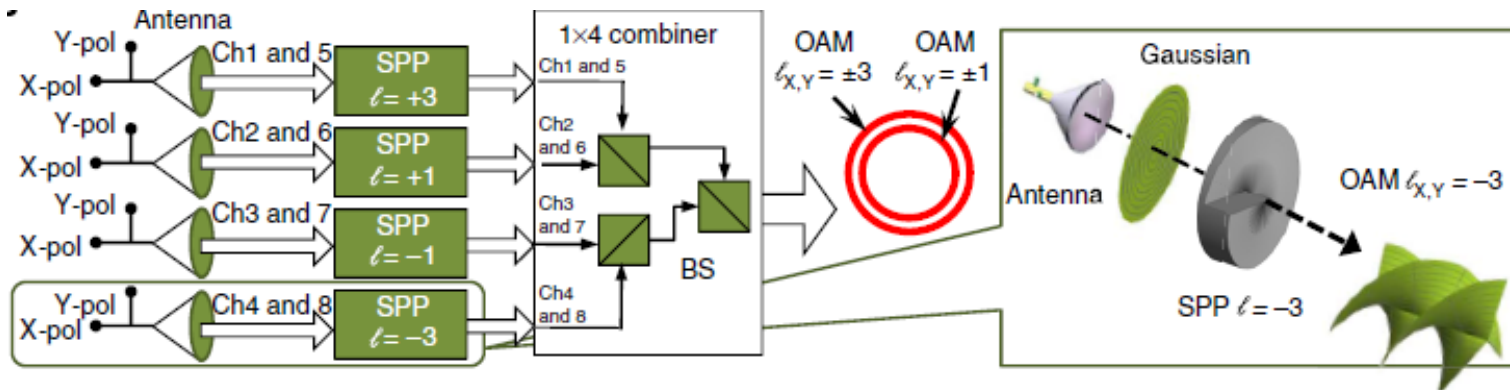 Antenna
Y-pol
X-pol
Ch1 and 5
SPP
ℓ = +3
Y-pol
X-pol
Ch2 and 6
SPP
ℓ = +1
Y-pol
X-pol
Ch3 and 7
SPP
ℓ = −1
Y-pol
X-pol
Ch4 and 8
SPP
ℓ = −3
1×4 combiner
Ch1 and 5
Ch2
and 6
Ch3
and 7
Ch4
and 8
BS
OAM
ℓX,Y = ±3
OAM
ℓX,Y = ±1
Gaussian
Antenna
OAM ℓX,Y = −3
SPP ℓ = −3